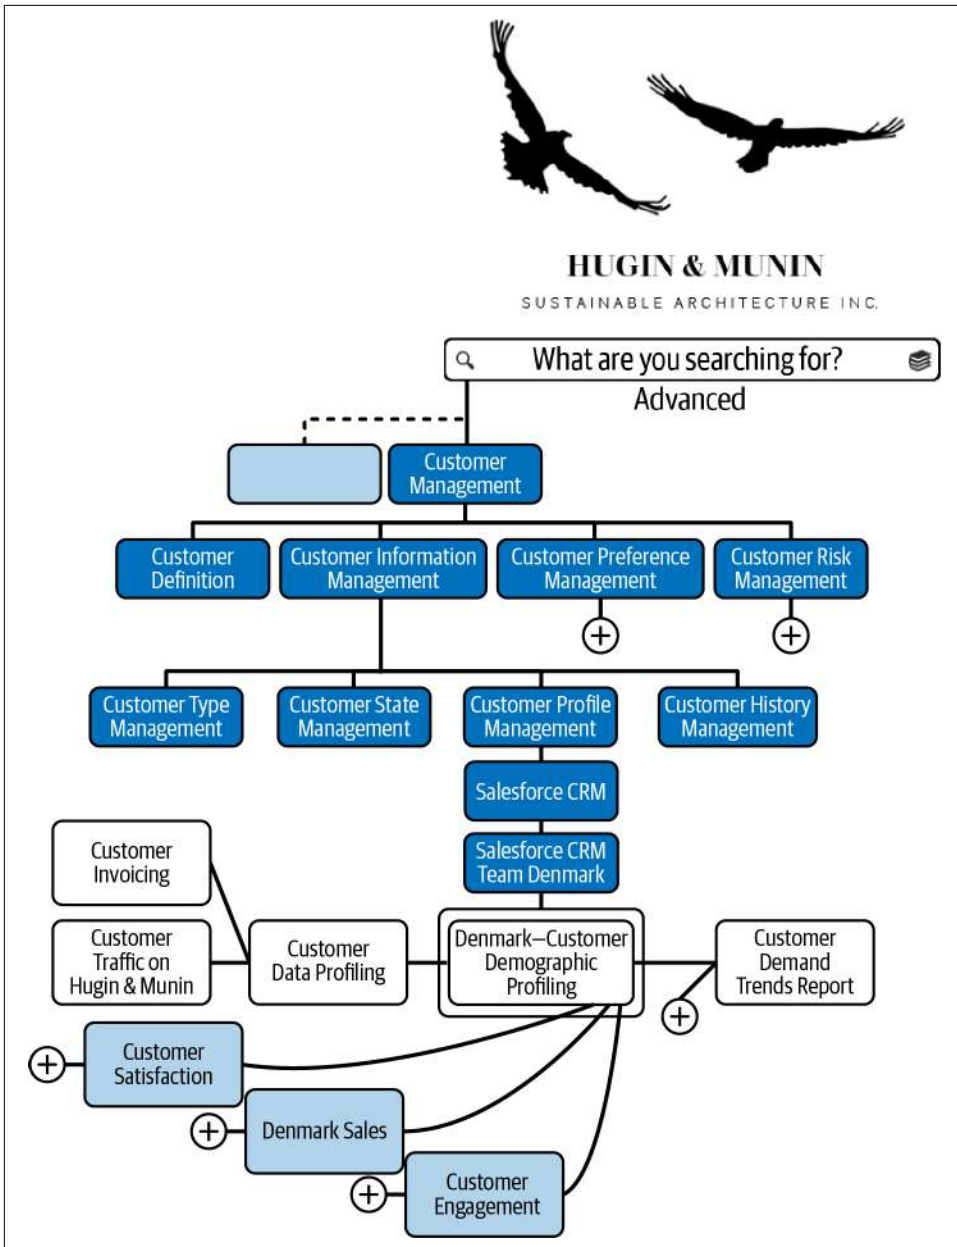 HUGIN & MUNIN
SUSTAINABLE ARCHITECTURE INC.
What are you searching for?
Advanced
Customer
Management
Customer
Definition
Customer Information
Management
Customer Preference
Management
Customer Risk
Management
Customer Type
Management
Customer State
Management
Customer Profile
Management
Customer History
Management
Salesforce CRM
Salesforce CRM
Team Denmark
Customer
Invoicing
Customer
Traffic on
Hugin & Munin
Customer
Data Profiling
Denmark—Customer
Demographic
Profiling
Customer
Demand
Trends Report
Customer
Satisfaction
Denmark Sales
Customer
Engagement